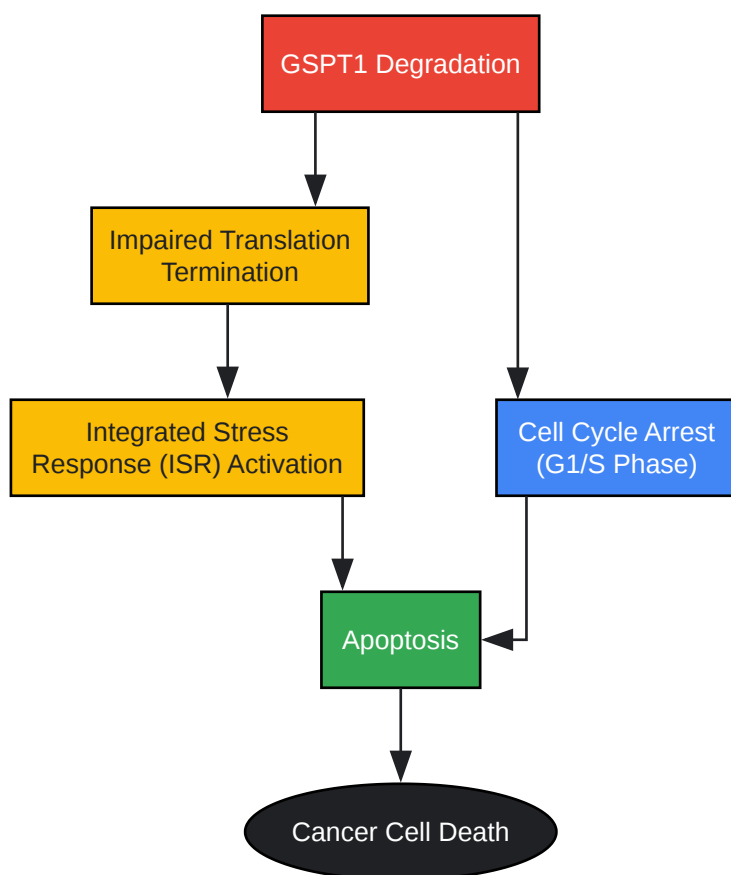 GSPT1 Degradation
Impaired Translation
Termination
Integrated Stress
Response (ISR) Activation
Cell Cycle Arrest
(G1/S Phase)
Apoptosis
Cancer Cell Death